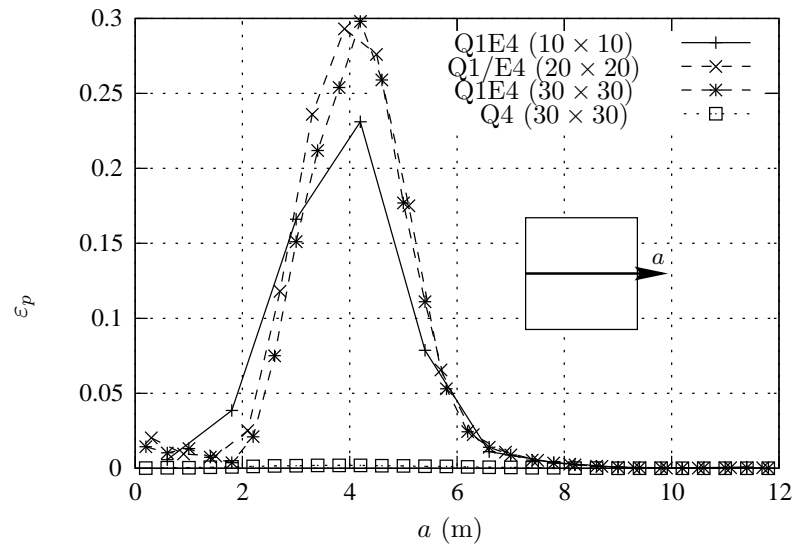 0.3
0.25
0.2
0.15
0.1
0.05
0
εp
Q1E4 (10 × 10)
Q1/E4 (20 × 20)
Q1E4 (30 × 30)
Q4 (30 × 30)
a
0 2 4 6 8 10 12
a (m)